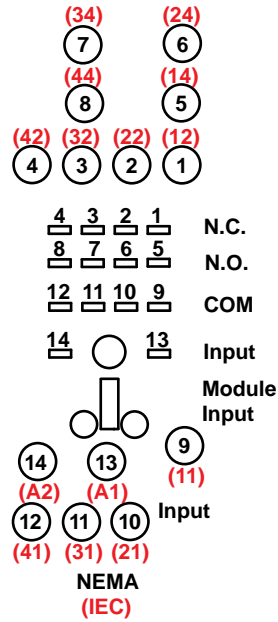 (34) (24)
7 6
(44) (14)
8 5
(42) (32) (22) (12)
4 3 2 1
4 3 2 1 N.C.
8 7 6 5 N.O.
12 11 10 9 COM
14 13 Input
Module
Input
9
14 13 (11)
(A2) (A1)
12 11 10 Input
(41) (31) (21)
NEMA
(IEC)